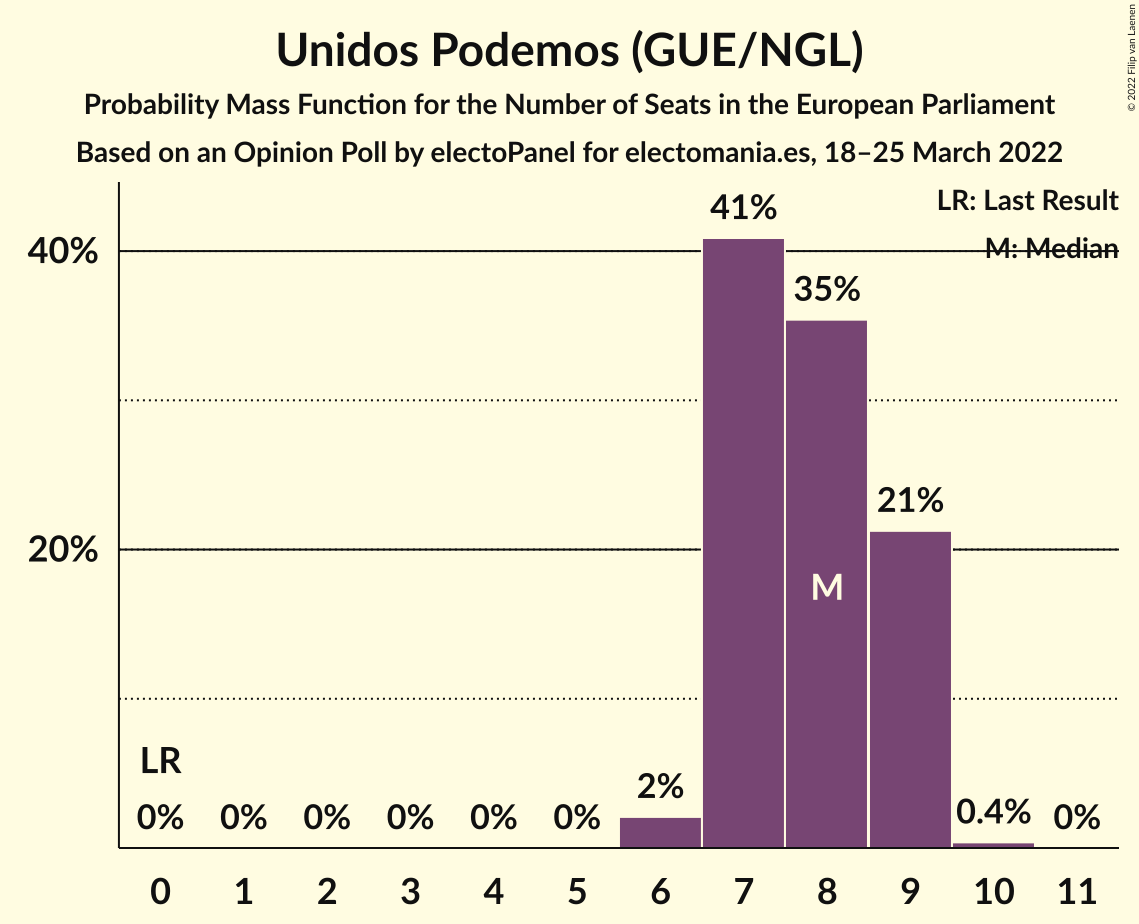 Unidos Podemos (GUE/NGL)
Probability Mass Function for the Number of Seats in the European Parliament
Based on an Opinion Poll by electoPanel for electomania.es, 18–25 March 2022
© 2022 Filip van Laenen
LR: Last Result
M: Median
40%
20%
41%
35%
21%
M
LR
0% 0% 0% 0% 0% 0% 2% 0.4% 0%
0 1 2 3 4 5 6 7 8 9 10 11